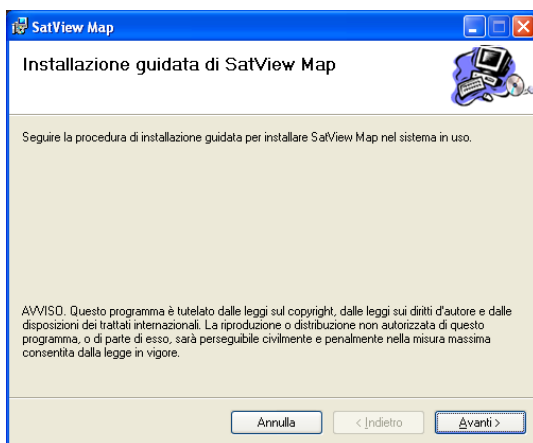 SatView Map
Installazione guidata di SatView Map
Seguire la procedura di installazione guidata per installare SatView Map nel sistema in uso.
AVVISO. Questo programma è tutelato dalle leggi sul copyright, dalle leggi sui diritti d'autore e dalle
disposizioni dei trattati internazionali. La riproduzione o distribuzione non autorizzata di questo
programma, o di parte di esso, sarà perseguibile civilmente e penalmente nella misura massima
consentita dalla legge in vigore.
Annulla
< Indietro
Avanti >